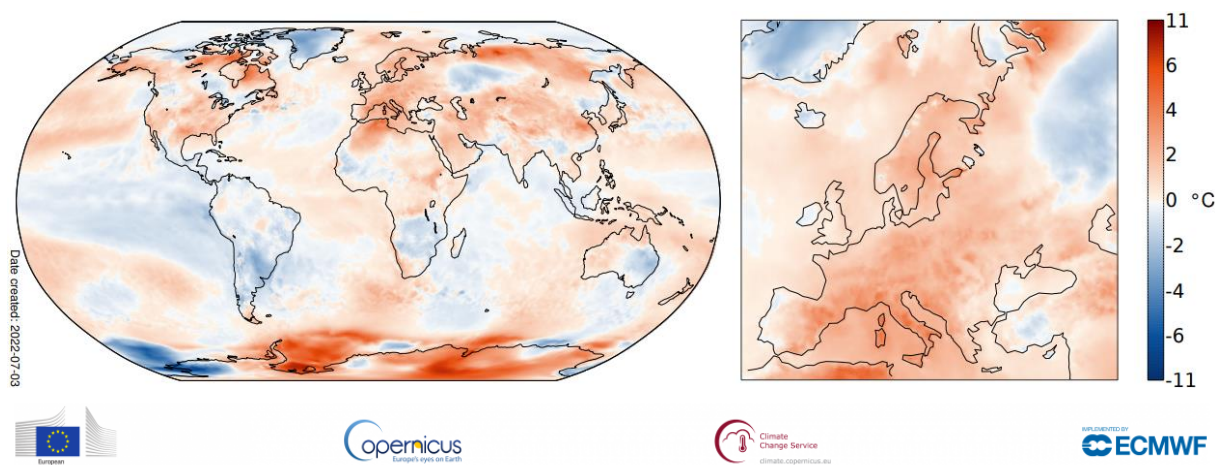 11
6
4
2
0 °C
-2
-4
-6
-11
Date created: 2022-07-03
European
opernicus
Europe's eyes on Earth
Climate
Change Service
climate.copernicus.eu
IMPLEMENTED BY
ECMWF